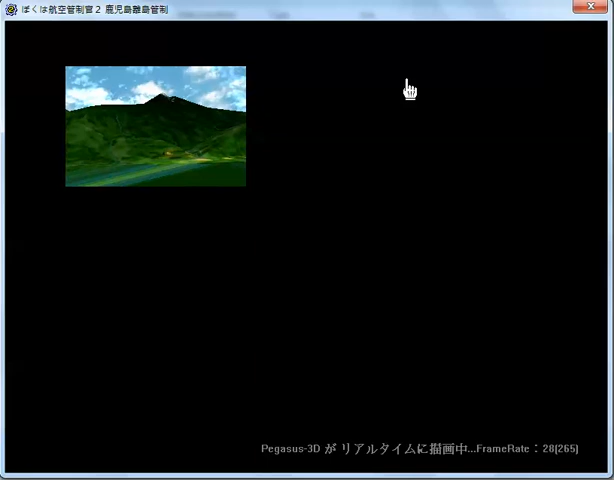 ぼくは航空管制官２ 鹿児島離島管制
Pegasus-3D が リアルタイムに描画中...FrameRate：28(265)